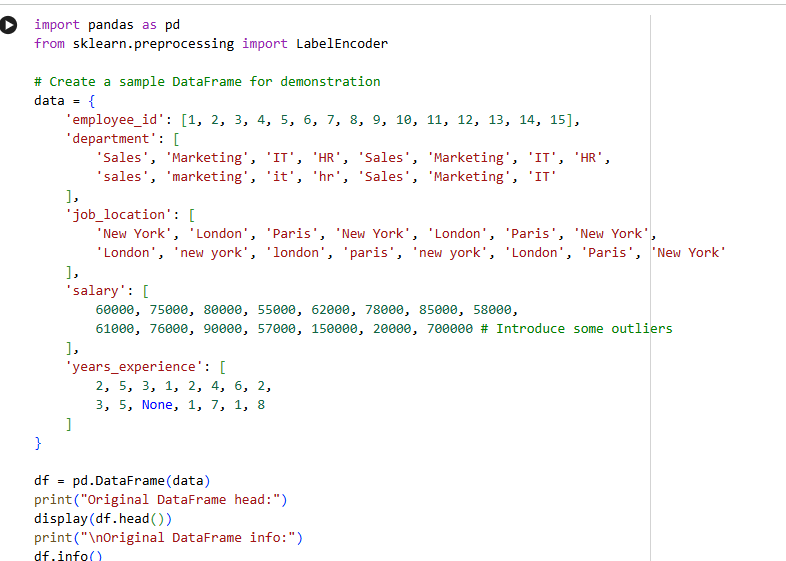 import pandas as pd
from sklearn.preprocessing import LabelEncoder

# Create a sample DataFrame for demonstration
data = {
    'employee_id': [1, 2, 3, 4, 5, 6, 7, 8, 9, 10, 11, 12, 13, 14, 15],
    'department': [
        'Sales', 'Marketing', 'IT', 'HR', 'Sales', 'Marketing', 'IT', 'HR',
        'sales', 'marketing', 'it', 'hr', 'Sales', 'Marketing', 'IT'
    ],
    'job_location': [
        'New York', 'London', 'Paris', 'New York', 'London', 'Paris', 'New York',
        'London', 'new york', 'london', 'paris', 'new york', 'London', 'Paris', 'New York'
    ],
    'salary': [
        60000, 75000, 80000, 55000, 62000, 78000, 85000, 58000,
        61000, 76000, 90000, 57000, 150000, 20000, 700000 # Introduce some outliers
    ],
    'years_experience': [
        2, 5, 3, 1, 2, 4, 6, 2,
        3, 5, None, 1, 7, 1, 8
    ]
}

df = pd.DataFrame(data)
print("Original DataFrame head:")
display(df.head())
print("\nOriginal DataFrame info:")
df.info()